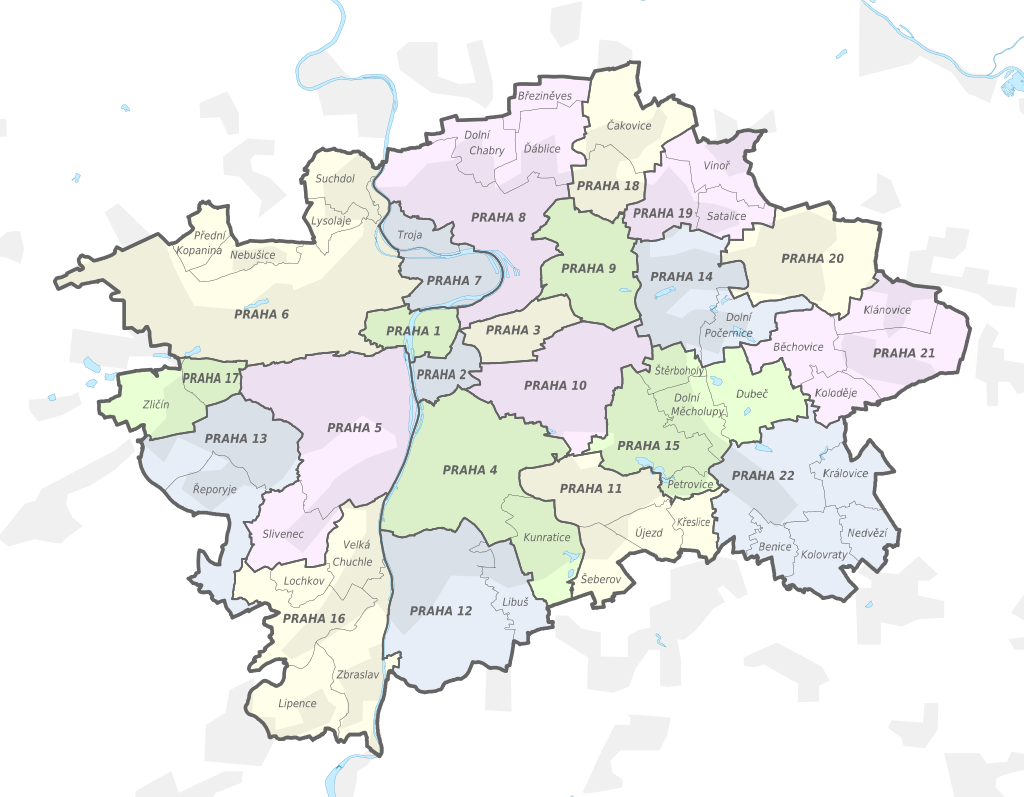 Březiněves
Čakovice
Dolní
Chabry
Ďáblice
Vinoř
Suchdol
PRAHA 18
Lysolaje
PRAHA 8
PRAHA 19
Satalice
Troja
Přední
Kopanina
Nebušice
PRAHA 20
PRAHA 9
PRAHA 14
PRAHA 7
PRAHA 6
Klánovice
Dolní
Počernice
PRAHA 1
PRAHA 3
Běchovice
PRAHA 21
PRAHA 17
PRAHA 2
Štěrboholy
PRAHA 10
Dubeč
Koloděje
Zličín
Dolní
Měcholupy
PRAHA 5
PRAHA 13
PRAHA 15
PRAHA 4
PRAHA 22
Královice
Řeporyje
PRAHA 11
Petrovice
Křeslice
Slivenec
Kunratice
Újezd
Nedvězí
Velká
Chuchle
Benice
Kolovraty
Lochkov
Šeberov
Libuš
PRAHA 12
PRAHA 16
Zbraslav
Lipence